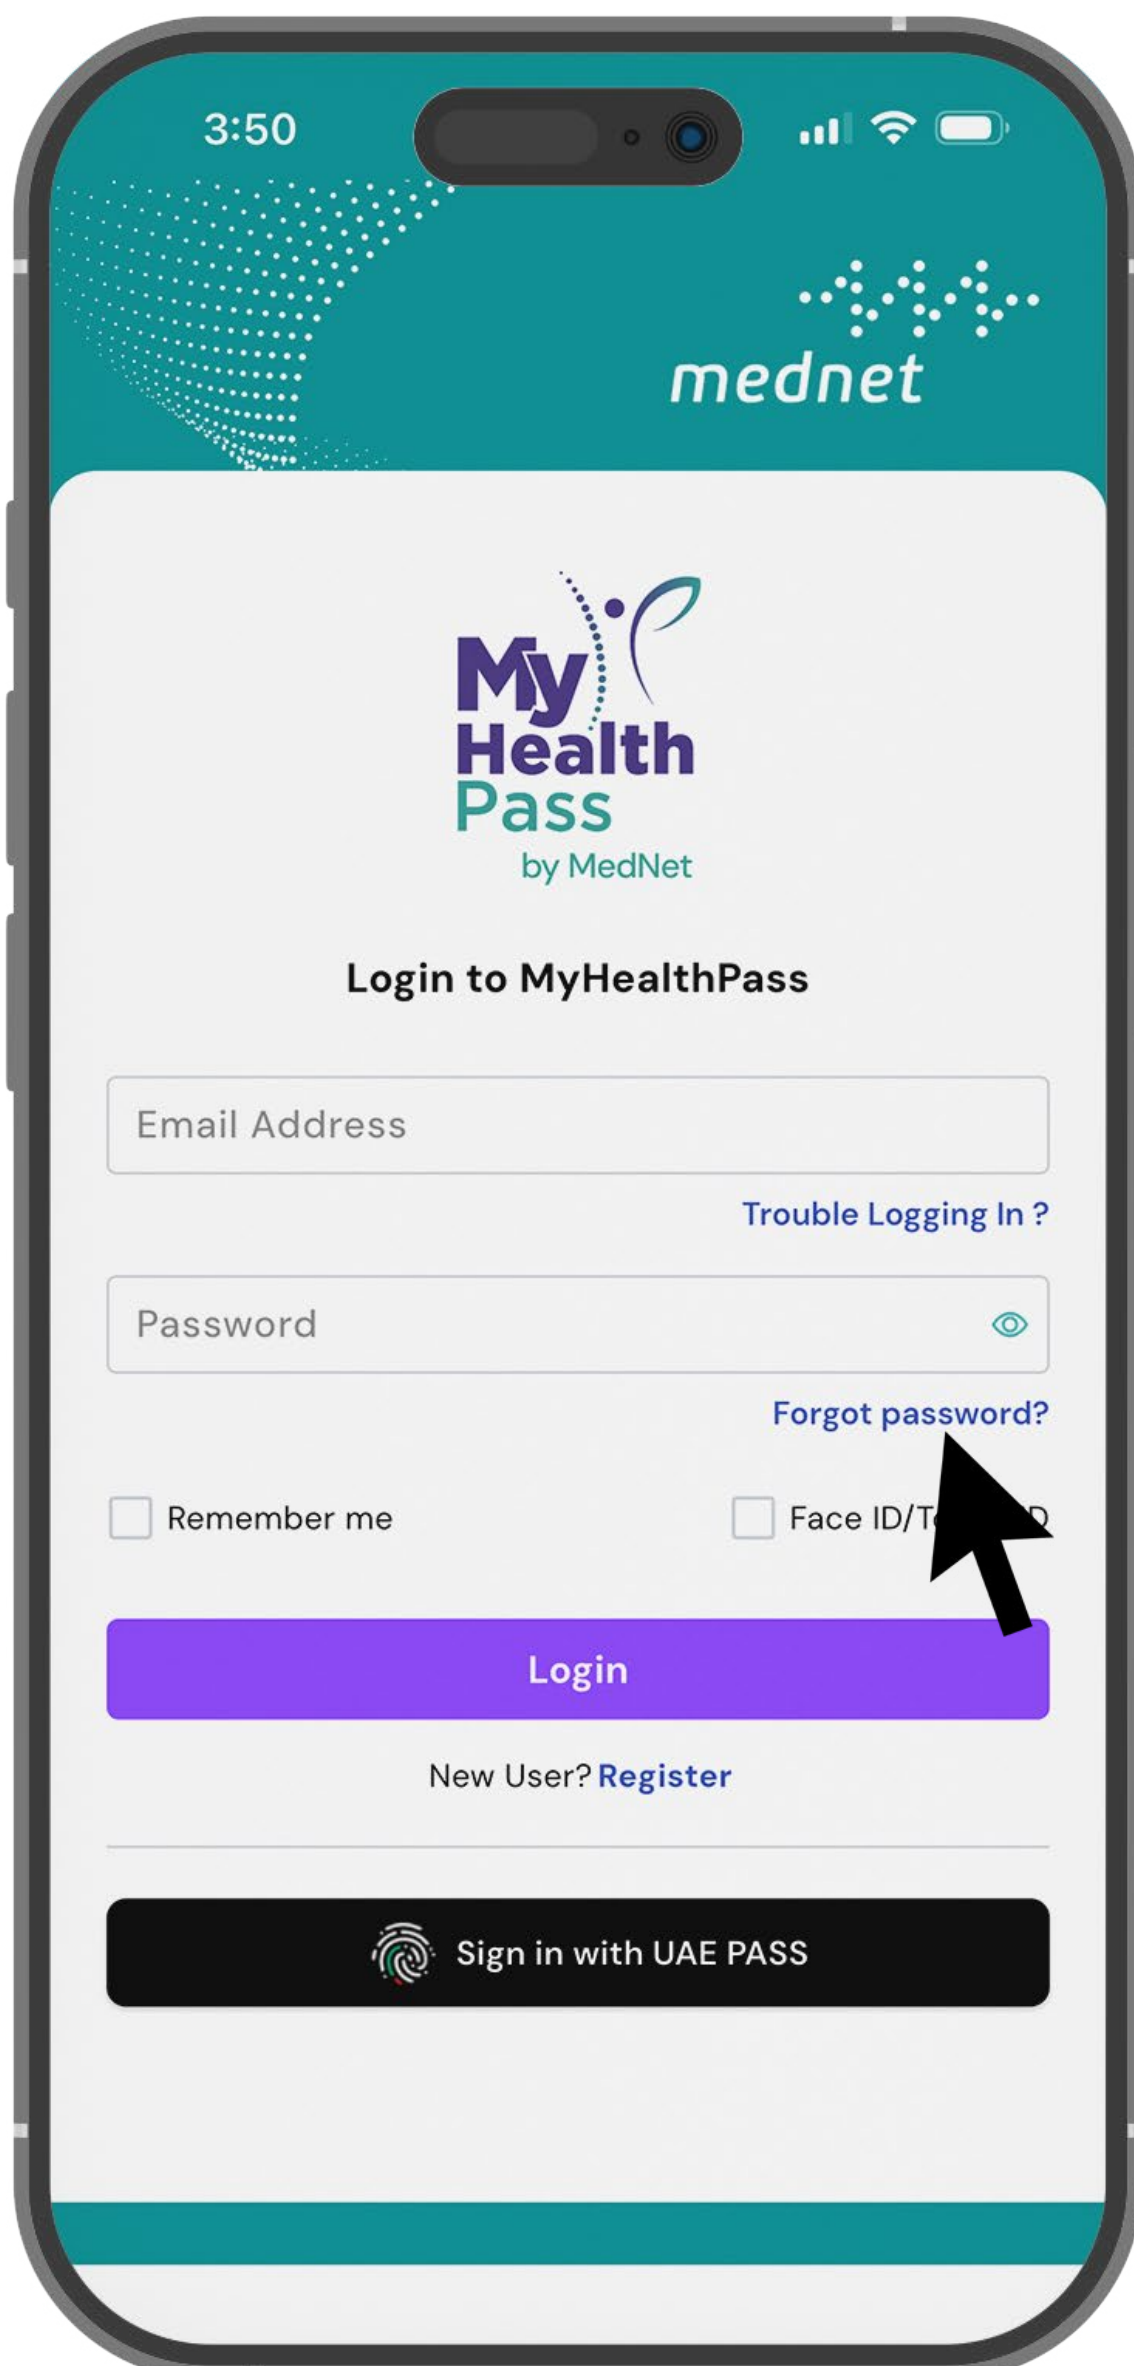 3:50
mednet
My
Health
Pass
by MedNet
Login to MyHealthPass
Email Address
Trouble Logging In ?
Password
Forgot password?
Remember me
Face ID/
Login
New User? Register
Sign in with UAE PASS